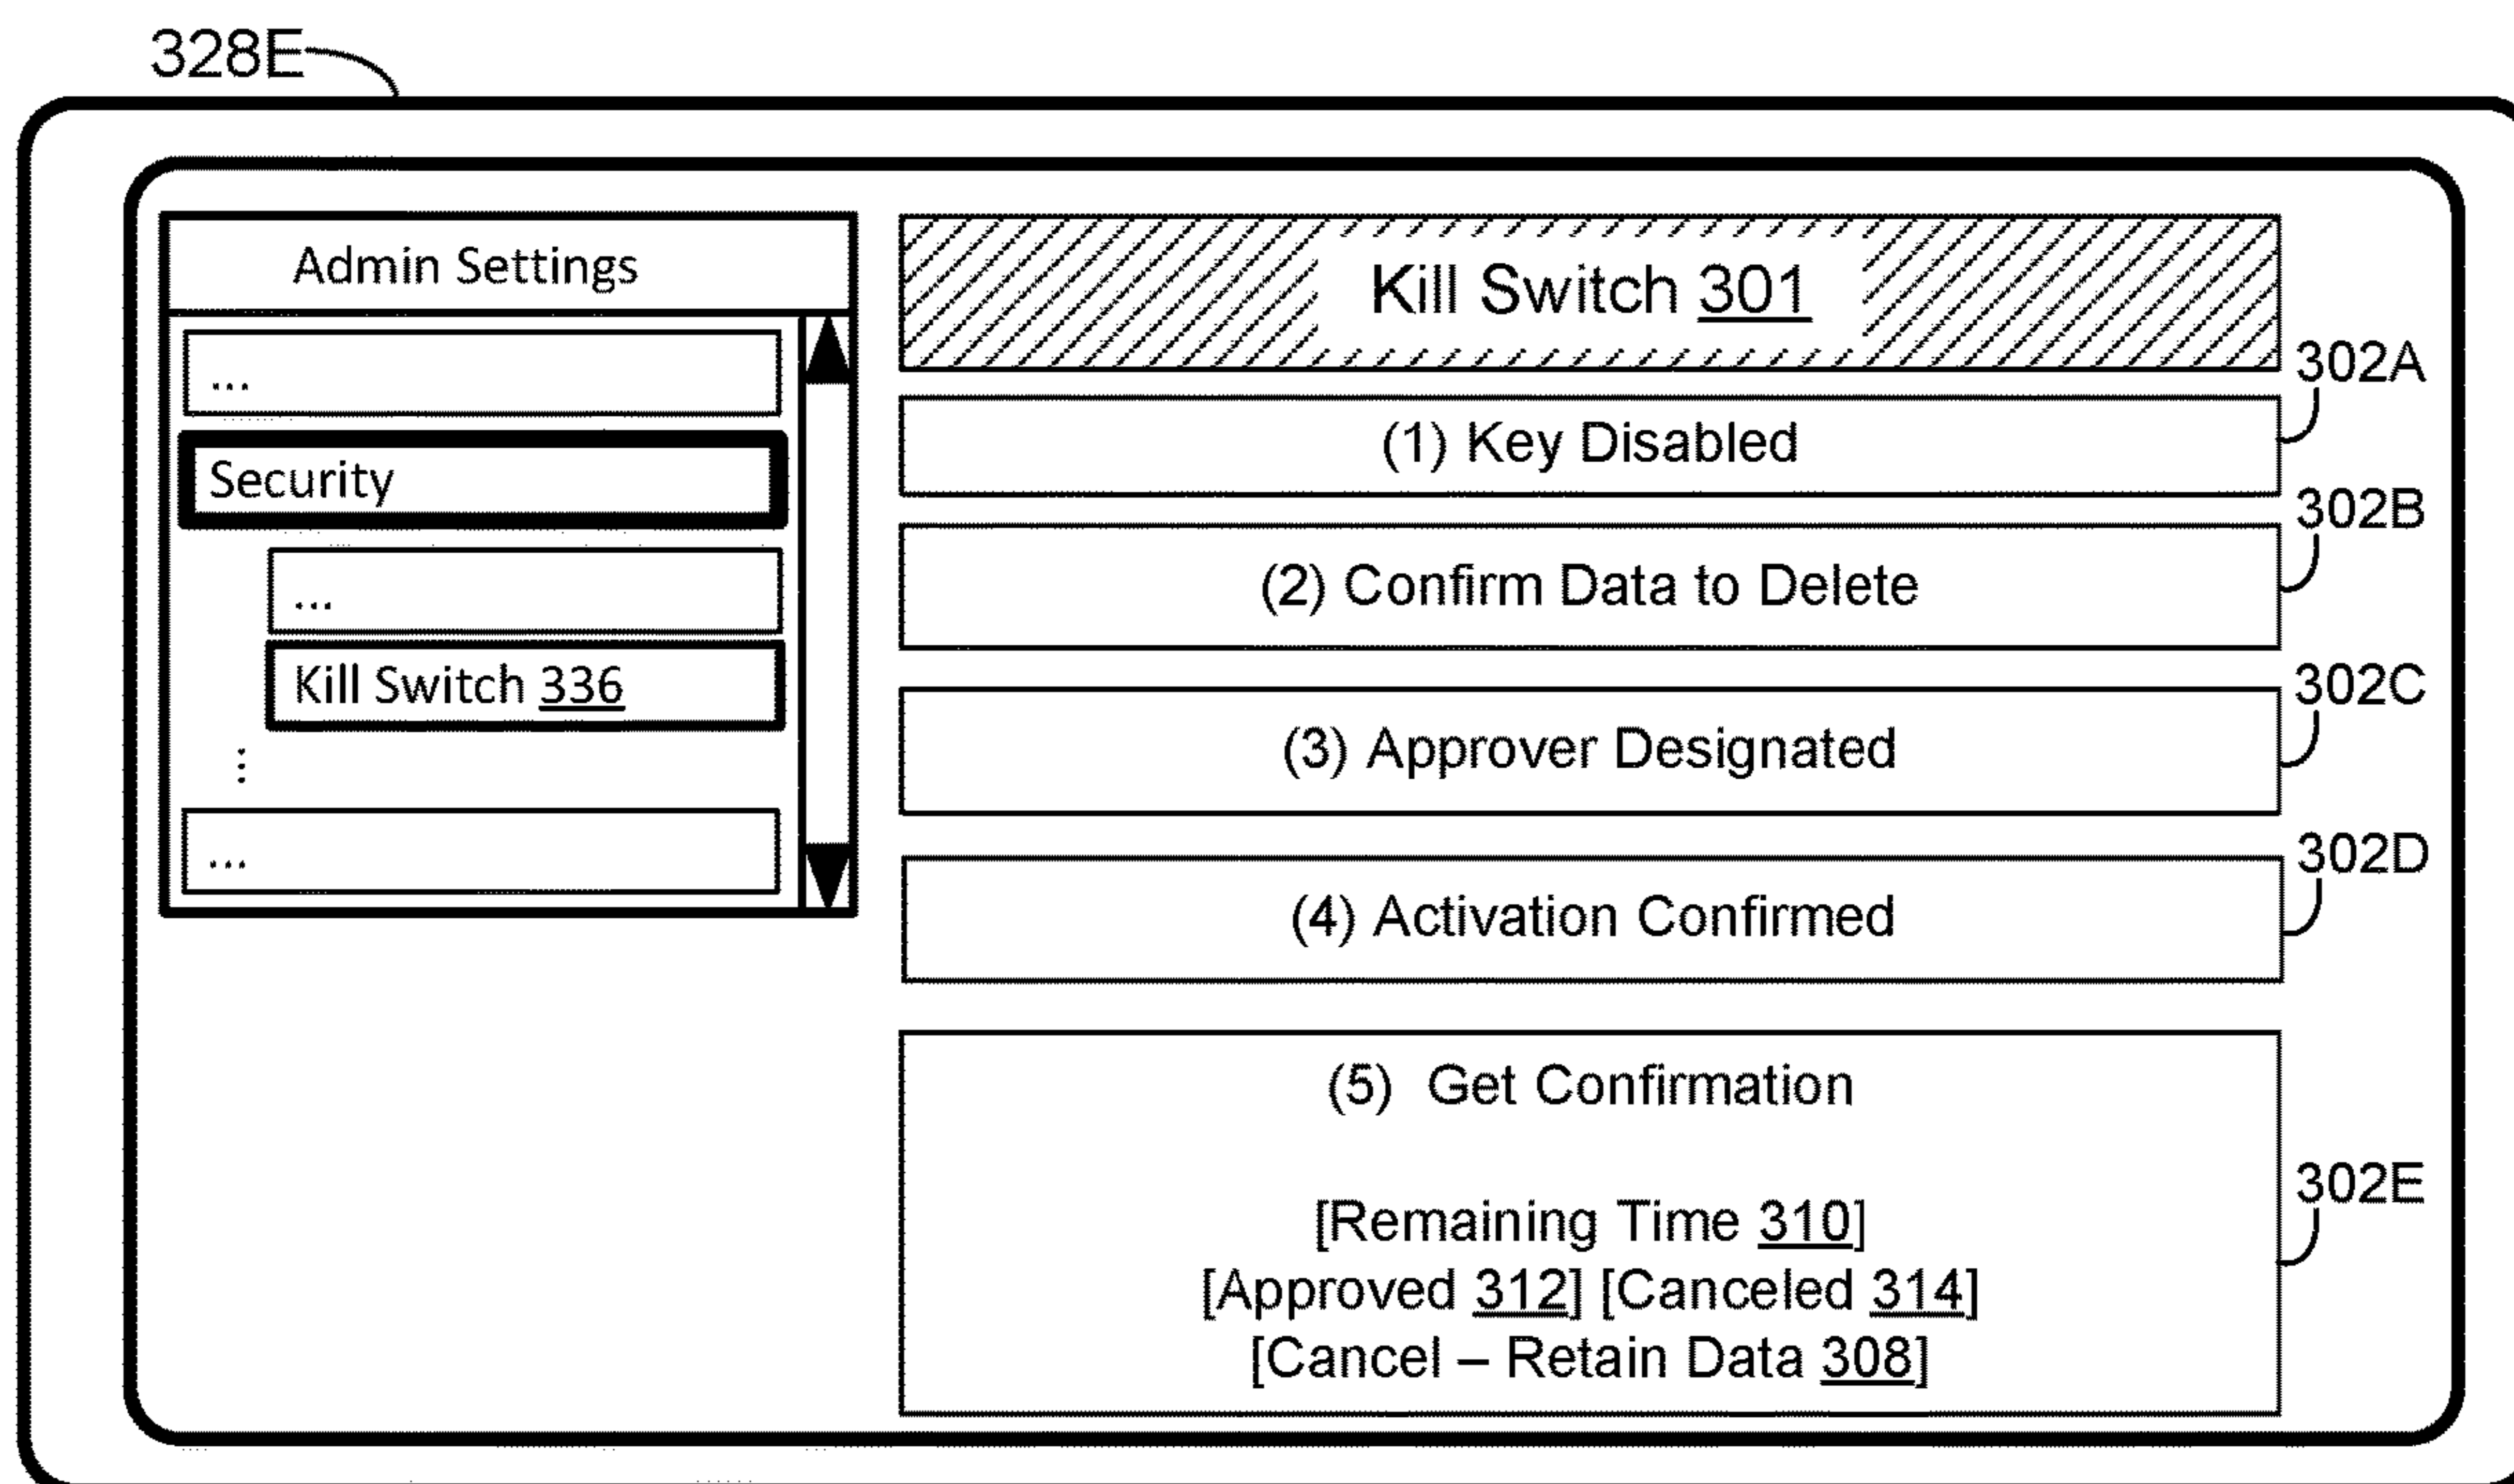 328E
Admin Settings
...
Security
...
Kill Switch 336
⋮
...
Kill Switch 301
302A
(1) Key Disabled
302B
(2) Confirm Data to Delete
302C
(3) Approver Designated
302D
(4) Activation Confirmed
(5) Get Confirmation
302E
[Remaining Time 310]
[Approved 312] [Canceled 314]
[Cancel – Retain Data 308]